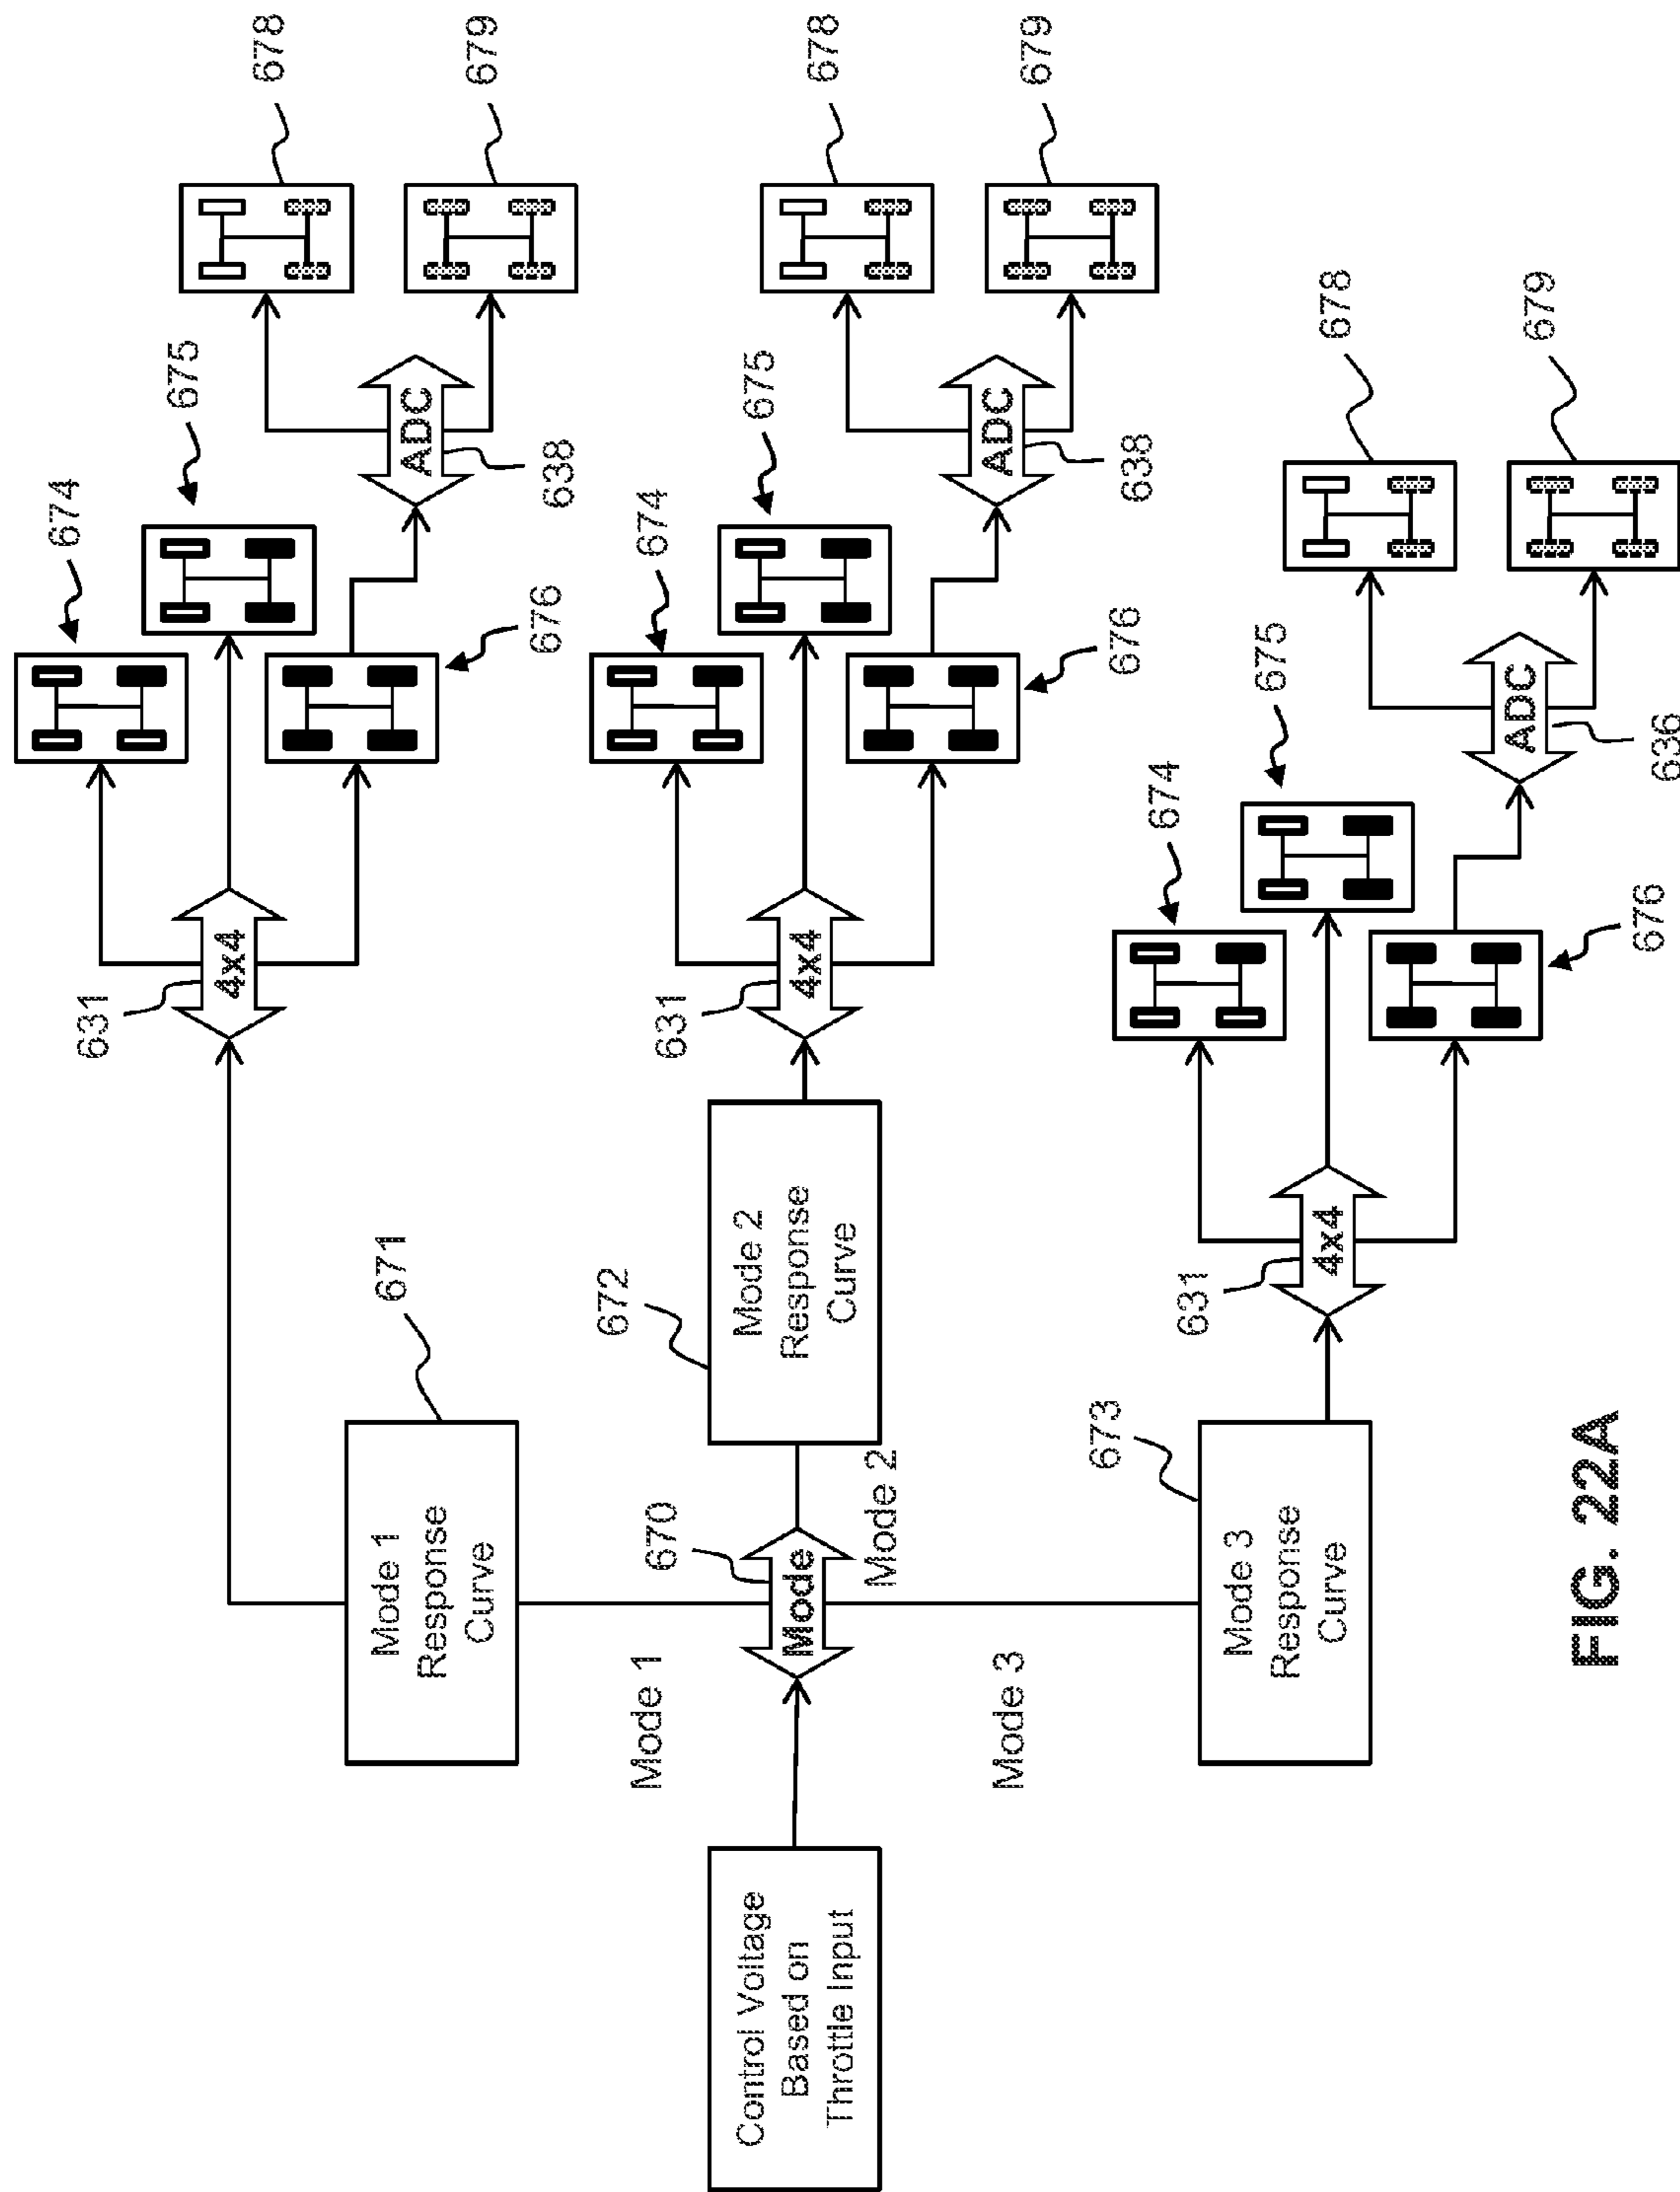 Control Voltage
Based on
Throttle Input
Mode 1
Mode 3
Mode
670
Mode 2
Mode 1
Response
Curve
671
Mode 2
Response
Curve
672
Mode 3
Response
Curve
673
631
4x4
674
675
676
ADC
638
678
679
631
4x4
674
675
676
ADC
638
678
679
631
4x4
674
675
676
ADC
636
678
679
FIG. 22A